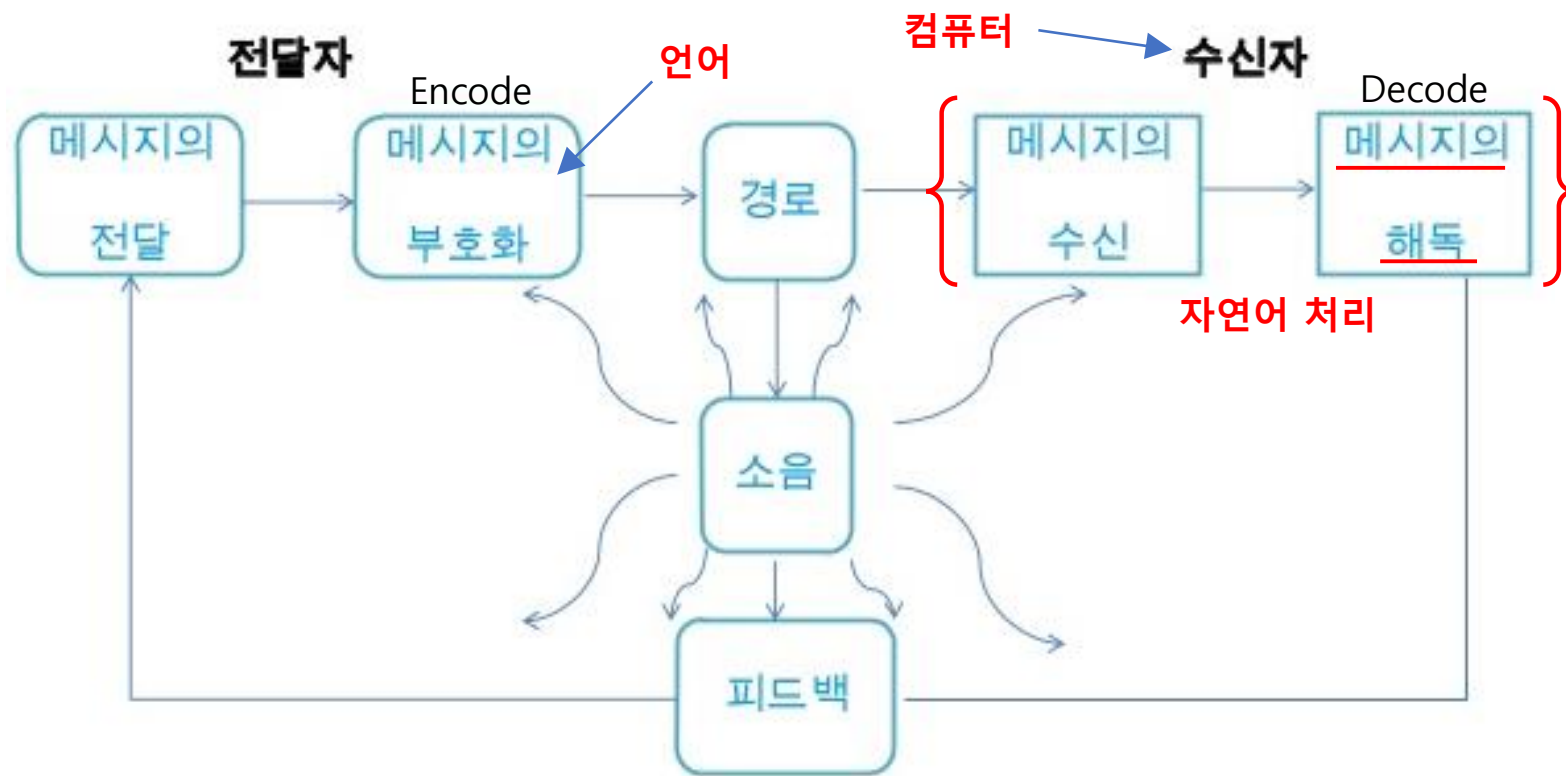 전달자
언어
컴퓨터
수신자
Encode
Decode
메시지의
전달
메시지의
부호화
경로
메시지의
수신
메시지의
해독
자연어 처리
소음
피드백